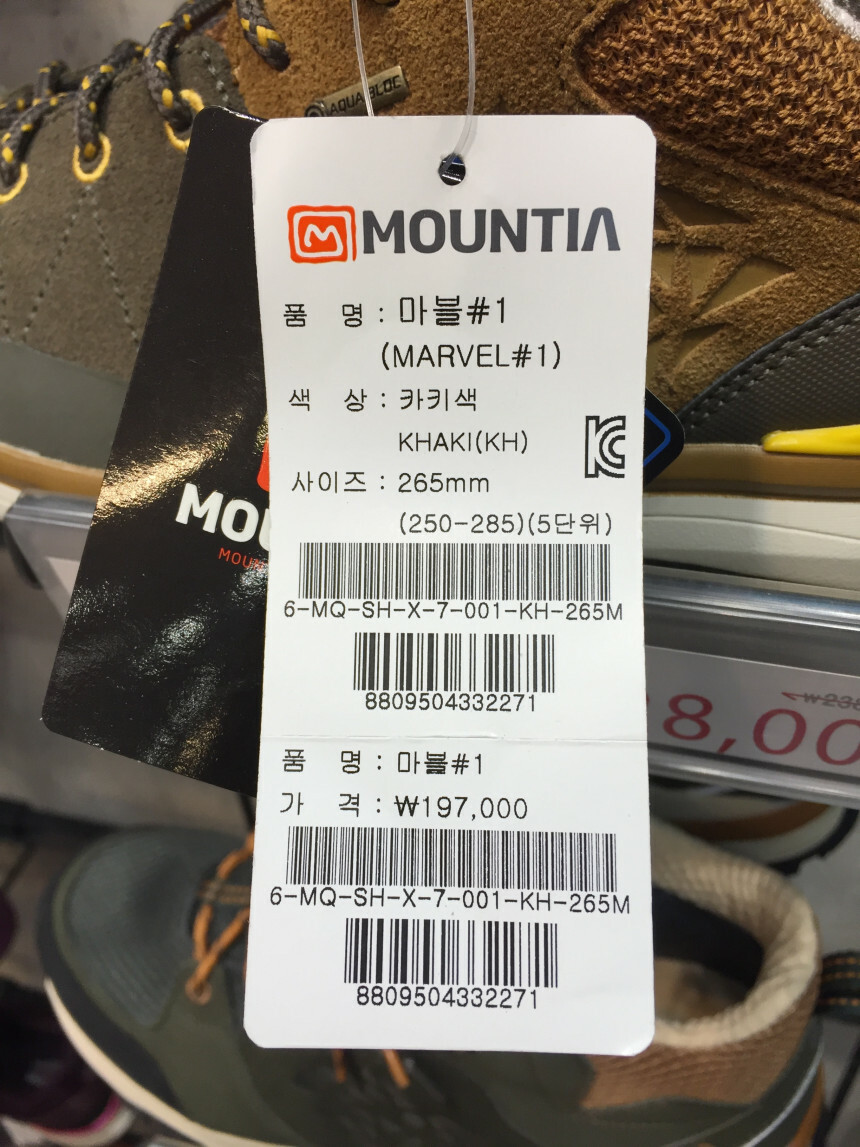 AQUA BLOC
MOUNTIA
품 명 : 마블#1
(MARVEL#1)
색 상 : 카키색
KHAKI(KH)
사이즈 : 265mm
(250-285)(5단위)
6-MQ-SH-X-7-001-KH-265M
8809504332271
품 명 : 마블#1
가 격 : ₩197,000
6-MQ-SH-X-7-001-KH-265M
8809504332271